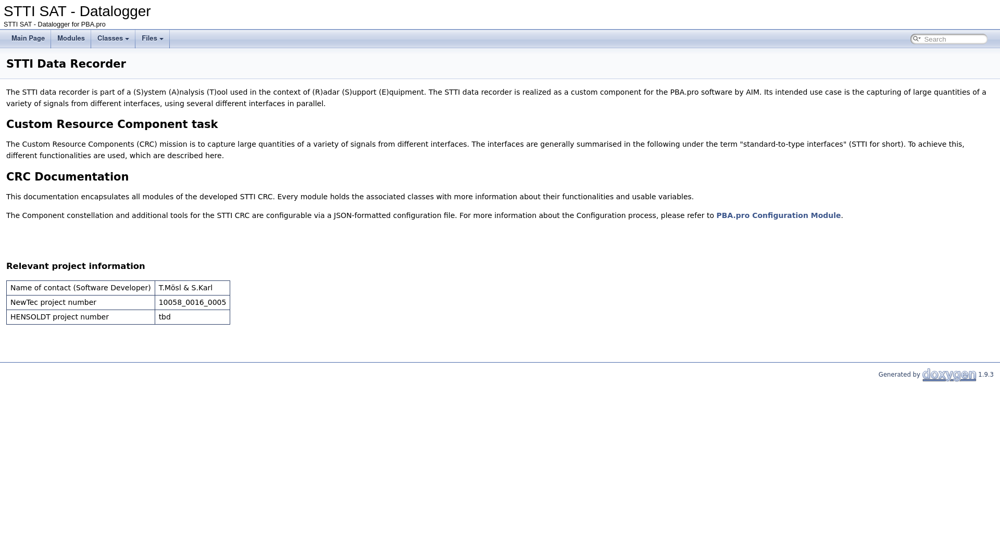 STTI SAT - Datalogger
STTI SAT - Datalogger for PBA.pro
Main Page Modules Classes Files Search
STTI Data Recorder
The STTI data recorder is part of a (S)ystem (A)nalysis (T)ool used in the context of (R)adar (S)upport (E)quipment. The STTI data recorder is realized as a custom component for the PBA.pro software by AIM. Its intended use case is the capturing of large quantities of a
variety of signals from different interfaces, using several different interfaces in parallel.
Custom Resource Component task
The Custom Resource Components (CRC) mission is to capture large quantities of a variety of signals from different interfaces. The interfaces are generally summarised in the following under the term "standard-to-type interfaces" (STTI for short). To achieve this,
different functionalities are used, which are described here.
CRC Documentation
This documentation encapsulates all modules of the developed STTI CRC. Every module holds the associated classes with more information about their functionalities and usable variables.
The Component constellation and additional tools for the STTI CRC are configurable via a JSON-formatted configuration file. For more information about the Configuration process, please refer to PBA.pro Configuration Module.
Relevant project information
Name of contact (Software Developer) T.Mösl & S.Karl
NewTec project number 10058_0016_0005
HENSOLDT project number tbd
Generated by doxygen 1.9.3